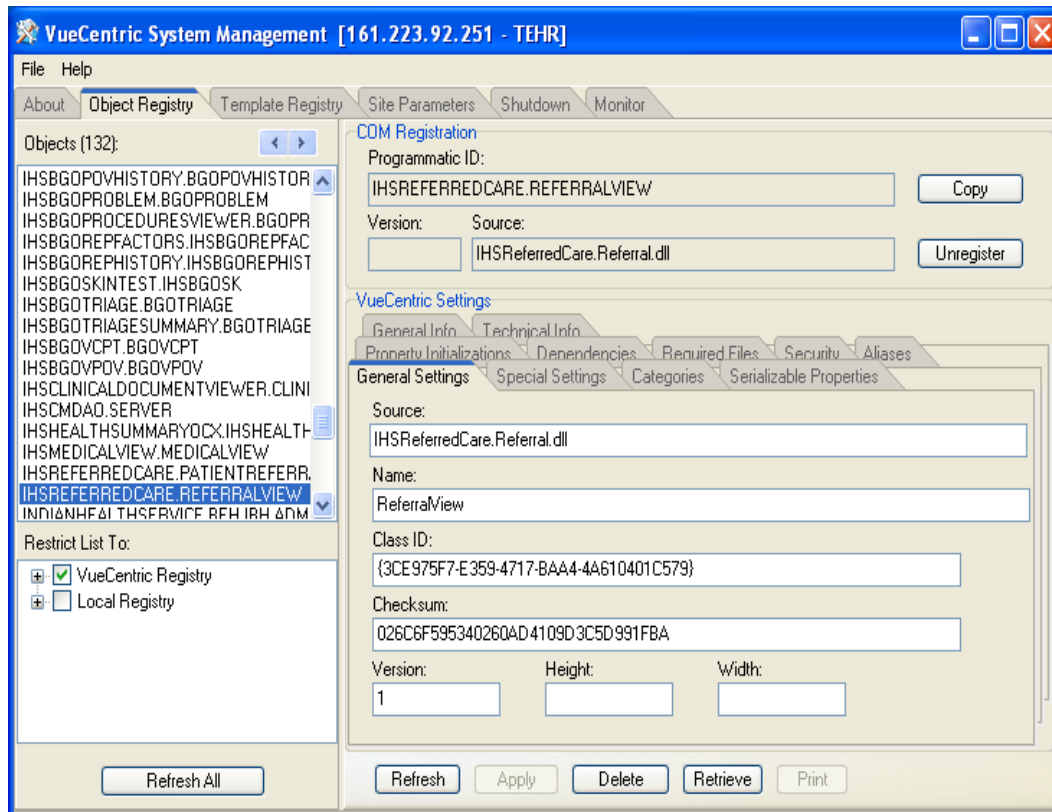 VueCentric System Management [161.223.92.251 - TEHR]
File Help
About Object Registry Template Registry Site Parameters Shutdown Monitor
Objects (132):
IHSBGOPOVHISTORY.BGOPOVHISTOR
IHSBGOPROBLEM.BGOPROBLEM
IHSBGOPROCEDURESVIEWER.BGOPR
IHSBGOREPFACTORS.IHSBGOREPFAC
IHSBGOREPHISTORY.IHSBGOREPHIST
IHSBGOSKINTEST.IHSBGOSK
IHSBGOTRIAGE.BGOTRIAGE
IHSBGOTRIAGESUMMARY.BGOTRIAGE
IHSBGOVCPT.BGOVCPT
IHSBGOVPOV.BGOVPOV
IHSCLINICALDOCUMENTVIEWER.CLINI
IHSCMDAO.SERVER
IHSHEALTHSUMMARYOCX.IHSHEALTH
IHSMEDICALVIEW.MEDICALVIEW
IHSREFERREDCARE.PATIENTREFERR
IHSREFERREDCARE.REFERRALVIEW
INDIANHEALTHSERVICE.BEH.IBH.ADM
Restrict List To:
VueCentric Registry
Local Registry
Refresh All
COM Registration
Programmatic ID:
IHSREFERREDCARE.REFERRALVIEW
Copy
Version: Source:
IHSReferredCare.Referral.dll
Unregister
VueCentric Settings
General Info Technical Info
Property Initializations Dependencies Required Files Security Aliases
General Settings Special Settings Categories Serializable Properties
Source:
IHSReferredCare.Referral.dll
Name:
ReferralView
Class ID:
{3CE975F7-E359-4717-BAA4-4A610401C579}
Checksum:
026C6F595340260AD4109D3C5D991FBA
Version: Height: Width:
1
Refresh Apply Delete Retrieve Print